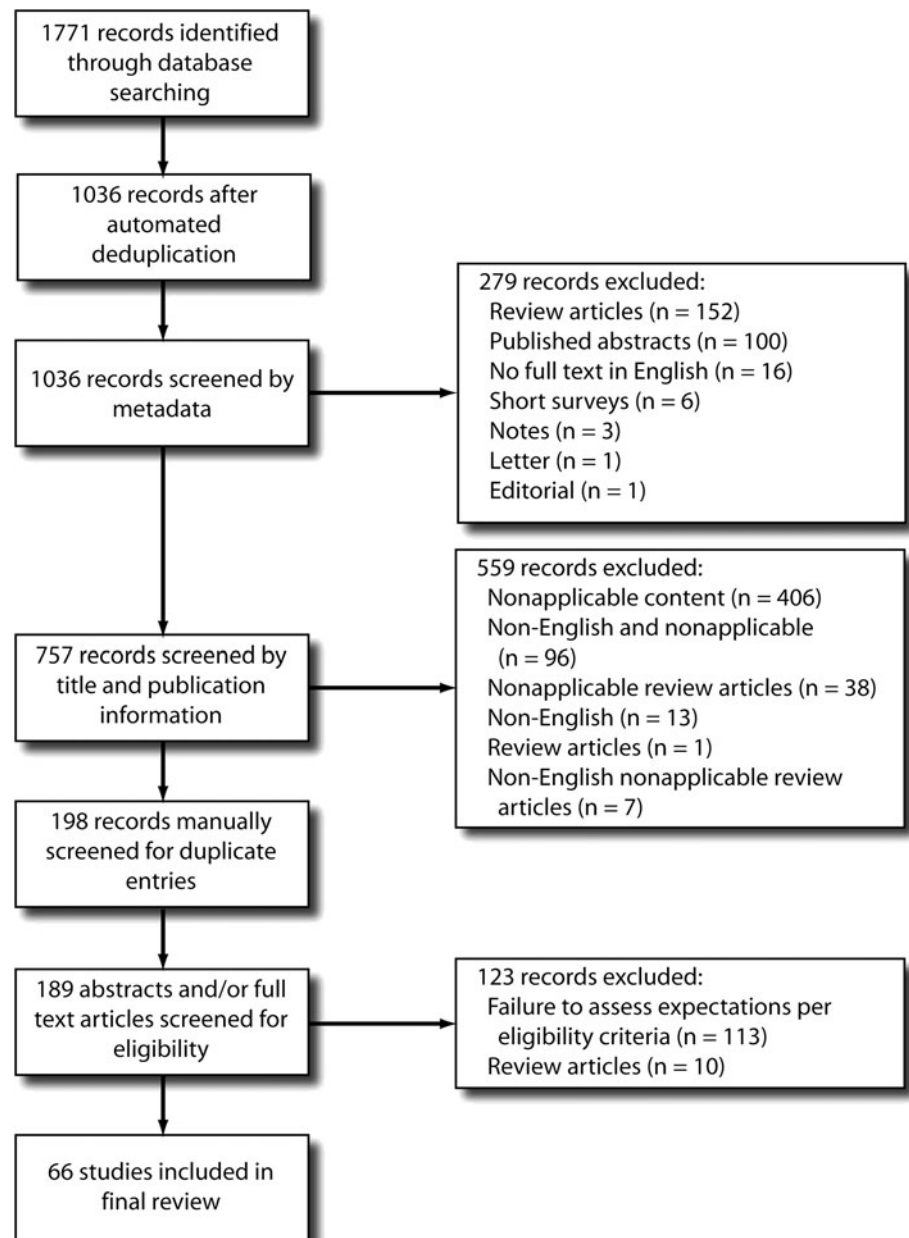 1771 records identified
through database
searching
1036 records after
automated
deduplication
279 records excluded:
Review articles (n = 152)
Published abstracts (n = 100)
No full text in English (n = 16)
Short surveys (n = 6)
Notes (n = 3)
Letter (n = 1)
Editorial (n = 1)
1036 records screened by
metadata
559 records excluded:
Nonapplicable content (n = 406)
Non-English and nonapplicable
(n = 96)
Nonapplicable review articles (n = 38)
Non-English (n = 13)
Review articles (n = 1)
Non-English nonapplicable review
articles (n = 7)
757 records screened by
title and publication
information
198 records manually
screened for duplicate
entries
189 abstracts and/or full
text articles screened for
eligibility
123 records excluded:
Failure to assess expectations per
eligibility criteria (n = 113)
Review articles (n = 10)
66 studies included in
final review